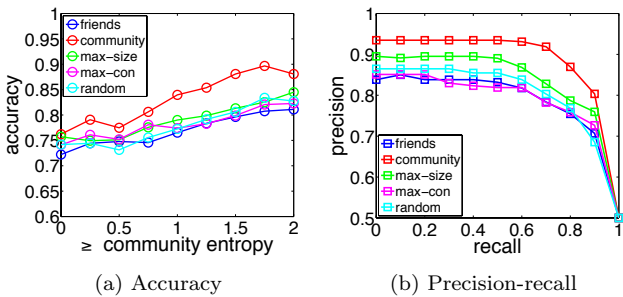 1
0.95
0.9
0.85
0.8
0.75
0.7
0.65
0.6
accuracy
friends
community
max−size
max−con
random
0 0.5 1 1.5 2
≥ community entropy
(a) Accuracy
1
0.9
0.8
0.7
0.6
0.5
precision
friends
community
max−size
max−con
random
0 0.2 0.4 0.6 0.8 1
recall
(b) Precision-recall